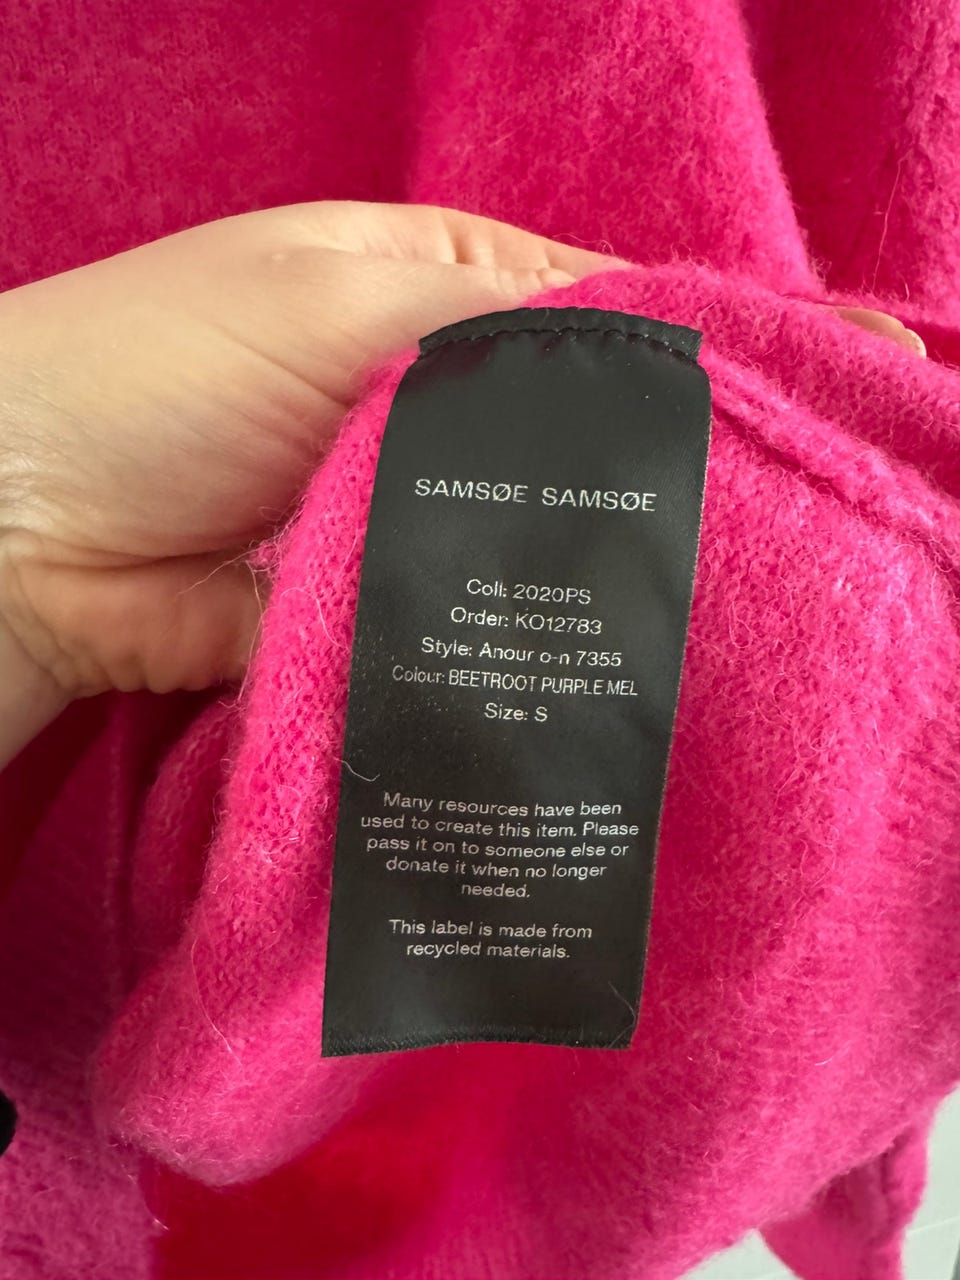 SAMSØE SAMSØE
Coll: 2020PS
Order: KO12783
Style: Anour o-n 7355
Colour: BEETROOT PURPLE MEL
Size: S
Many resources have been
used to create this item. Please
pass it on to someone else or
donate it when no longer
needed.
This label is made from
recycled materials.